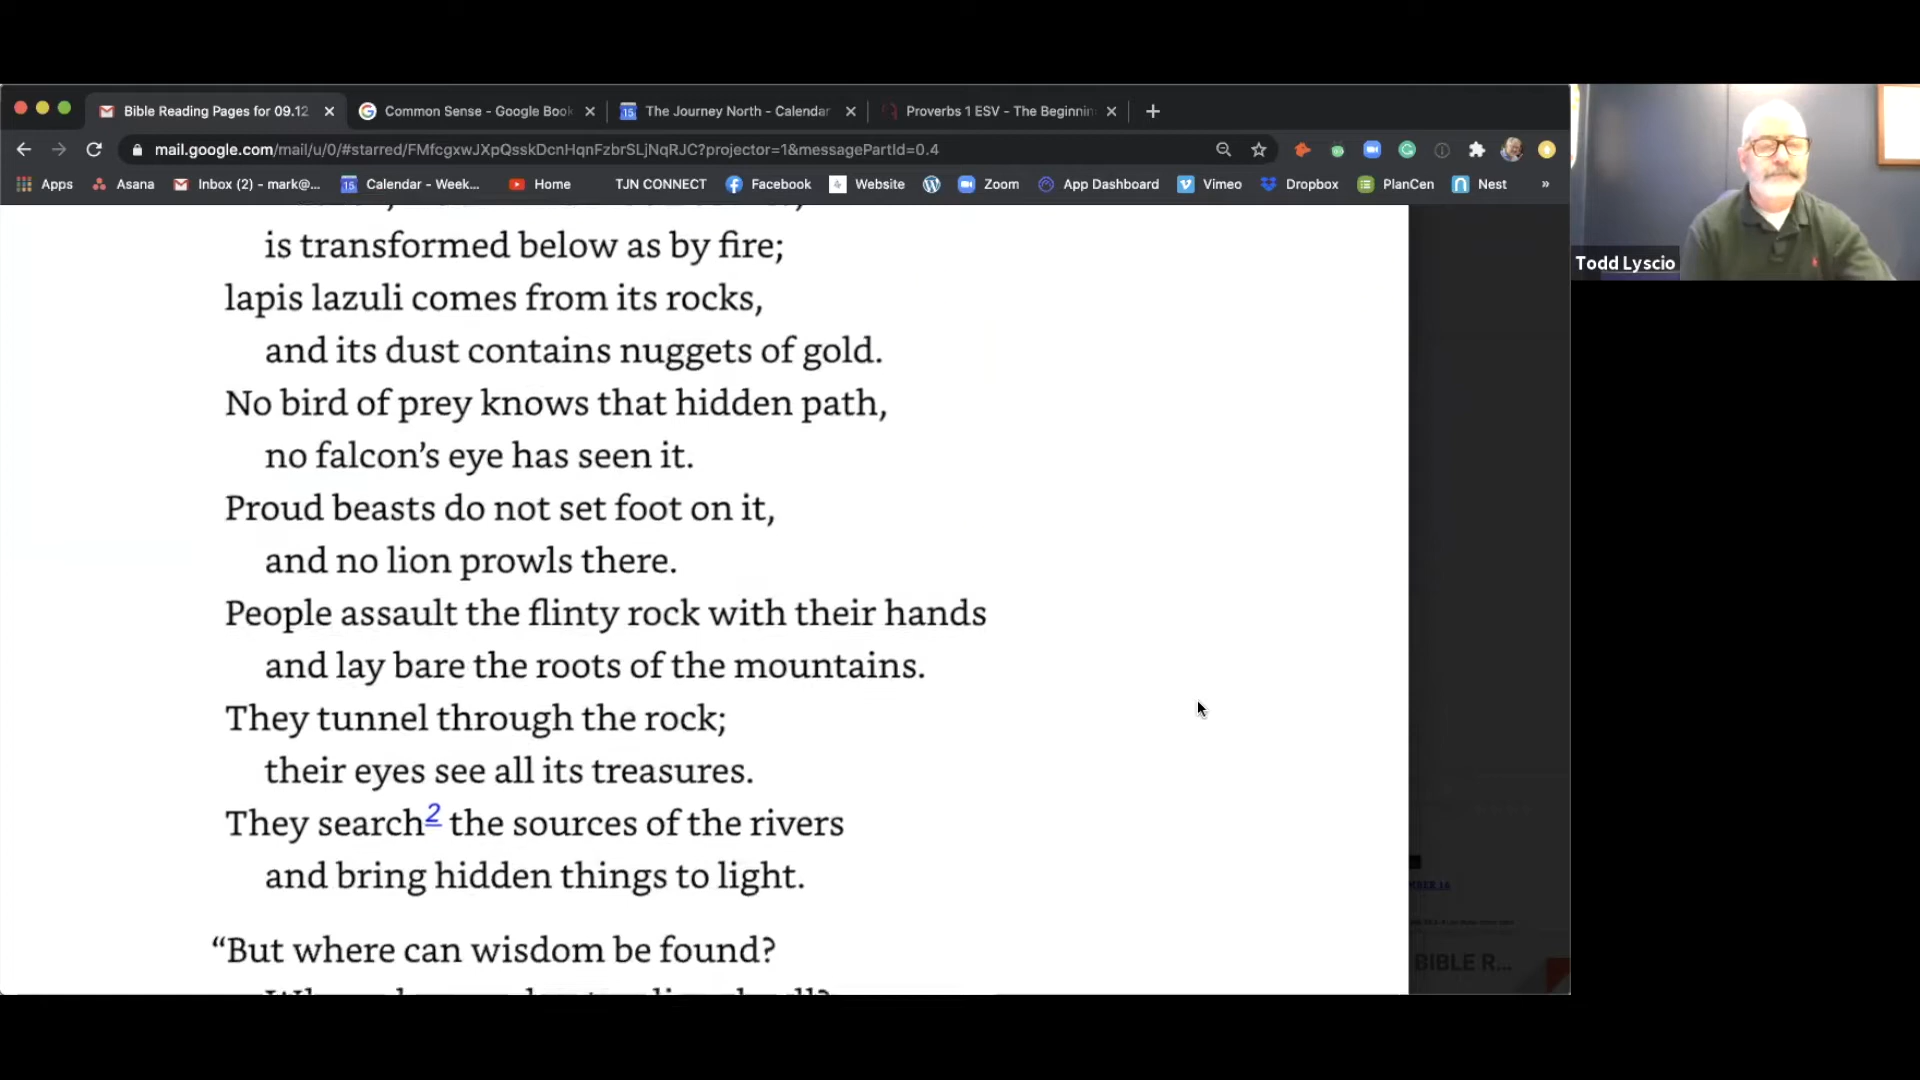 Bible Reading Pages for 09.12
Common Sense - Google Book
The Journey North - Calendar
Proverbs 1 ESV - The Beginnin
mail.google.com/mail/u/0/#starred/FMfcgxwJXpQsskDcnHqnFzbrSLjNqRJC?projector=1&messagePartId=0.4
Apps Asana Inbox (2) - mark@... Calendar - Week... Home TJN CONNECT Facebook Website Zoom App Dashboard Vimeo Dropbox PlanCen Nest »
is transformed below as by fire;
lapis lazuli comes from its rocks,
and its dust contains nuggets of gold.
No bird of prey knows that hidden path,
no falcon’s eye has seen it.
Proud beasts do not set foot on it,
and no lion prowls there.
People assault the flinty rock with their hands
and lay bare the roots of the mountains.
They tunnel through the rock;
their eyes see all its treasures.
They search2 the sources of the rivers
and bring hidden things to light.
“But where can wisdom be found?
BIBLE R...
Todd Lyscio